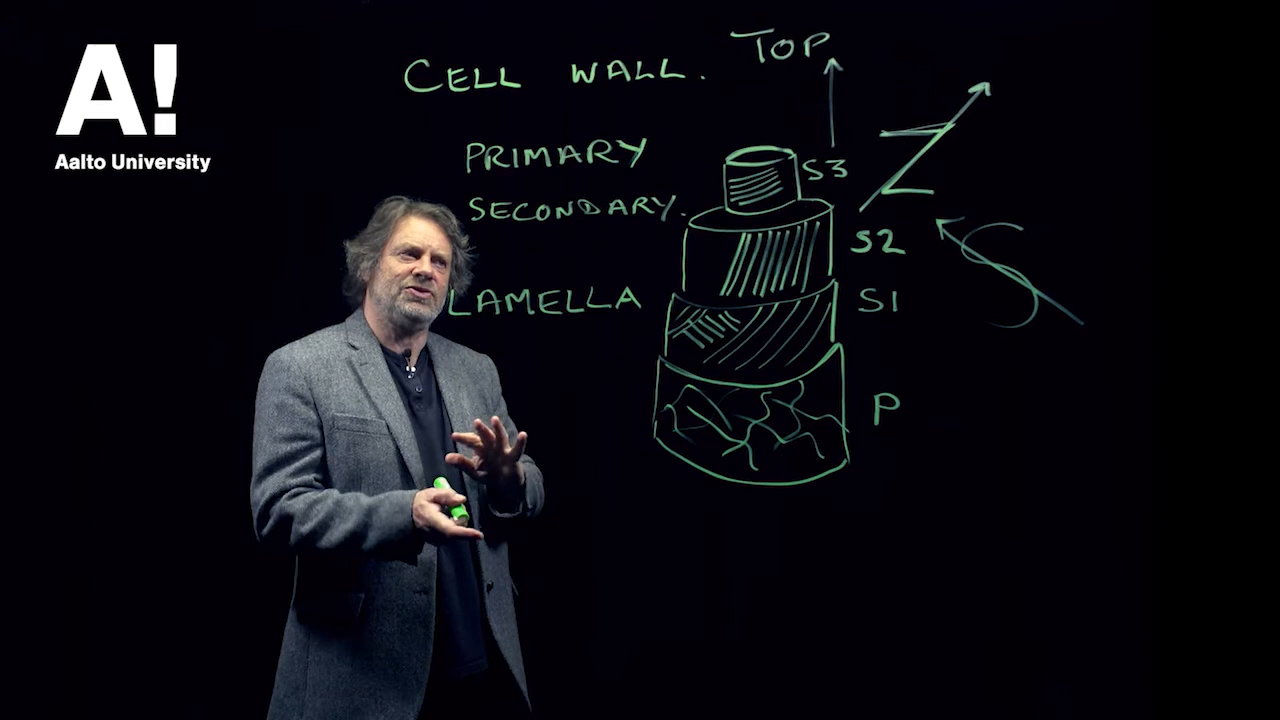 A!
Aalto University
TOP
CELL WALL.
PRIMARY
S3
Z
SECONDARY.
S2
S
LAMELLA
S1
P